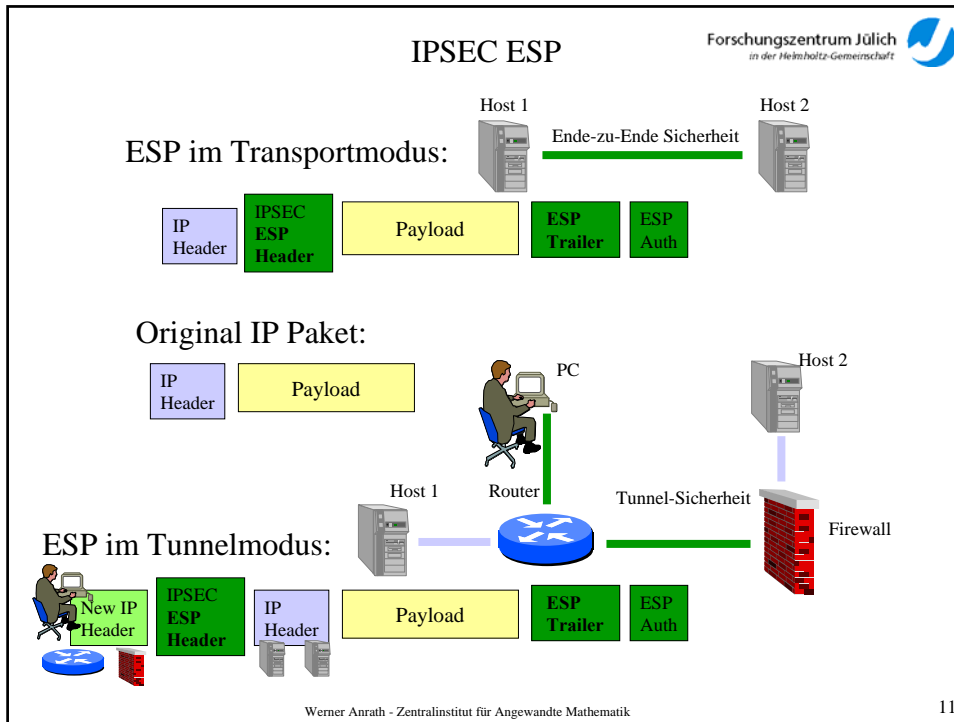 IPSEC ESP
Forschungszentrum Jülich
in der Helmholtz-Gemeinschaft
Host 1
Host 2
Ende-zu-Ende Sicherheit
ESP im Transportmodus:
IP
Header
IPSEC
ESP
Header
Payload
ESP
Trailer
ESP
Auth
Original IP Paket:
IP
Header
Payload
PC
Host 2
Host 1
Router
Tunnel-Sicherheit
Firewall
ESP im Tunnelmodus:
New IP
Header
IPSEC
ESP
Header
IP
Header
Payload
ESP
Trailer
ESP
Auth
Werner Anrath - Zentralinstitut für Angewandte Mathematik
11